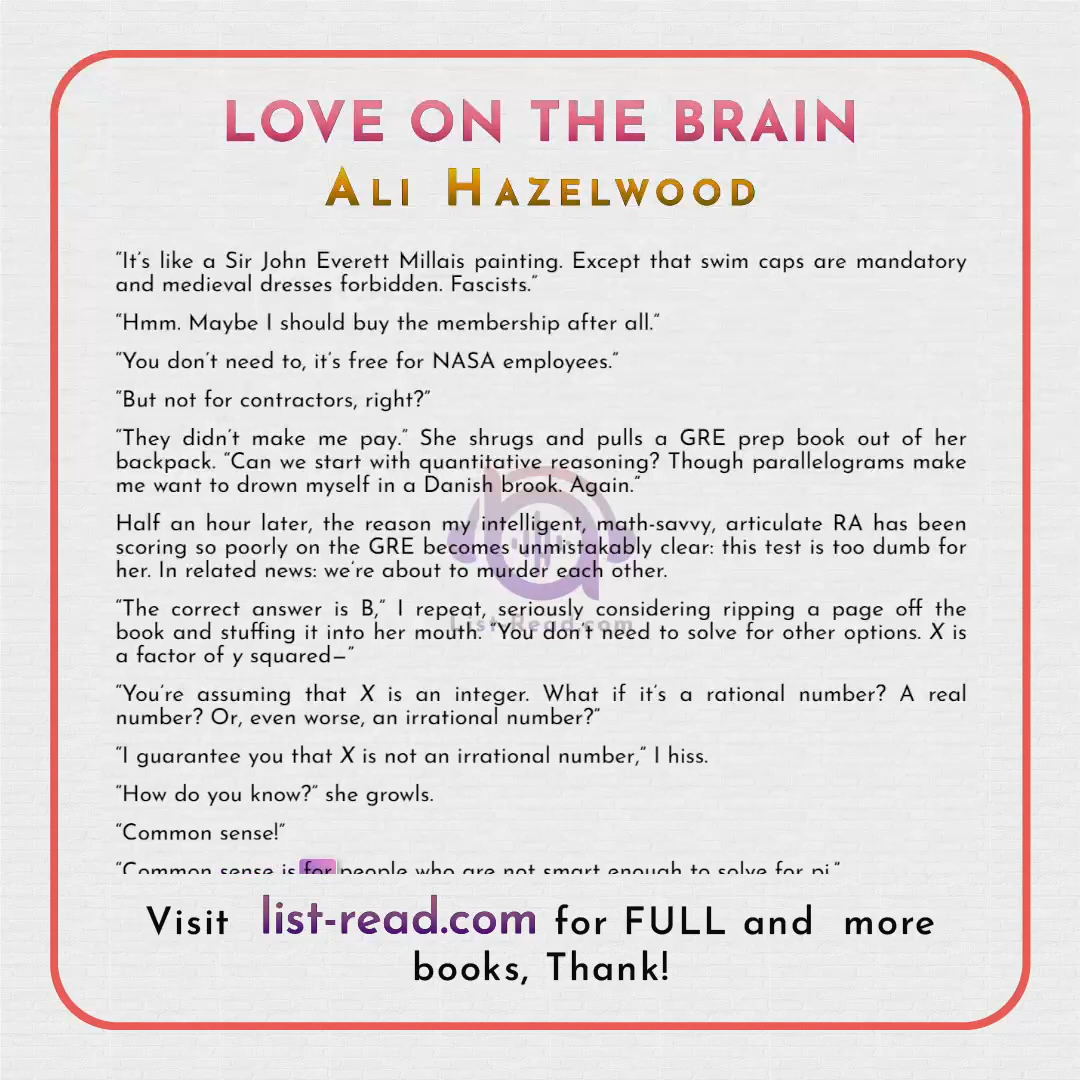 LOVE ON THE BRAIN
ALI HAZELWOOD
“It’s like a Sir John Everett Millais painting. Except that swim caps are mandatory
and medieval dresses forbidden. Fascists.”
“Hmm. Maybe I should buy the membership after all.”
“You don’t need to, it’s free for NASA employees.”
“But not for contractors, right?”
“They didn’t make me pay.” She shrugs and pulls a GRE prep book out of her
backpack. “Can we start with quantitative reasoning? Though parallelograms make
me want to drown myself in a Danish brook. Again.”
Half an hour later, the reason my intelligent, math-savvy, articulate RA has been
scoring so poorly on the GRE becomes unmistakably clear: this test is too dumb for
her. In related news: we’re about to murder each other.
“The correct answer is B,” I repeat, seriously considering ripping a page off the
List-Read.com
book and stuffing it into her mouth. “You don’t need to solve for other options. X is
a factor of y squared—”
“You’re assuming that X is an integer. What if it’s a rational number? A real
number? Or, even worse, an irrational number?”
“I guarantee you that X is not an irrational number,” I hiss.
“How do you know?” she growls.
“Common sense!”
“Common sense is for people who are not smart enough to solve for pi.”
Visit list-read.com for FULL and more
books, Thank!